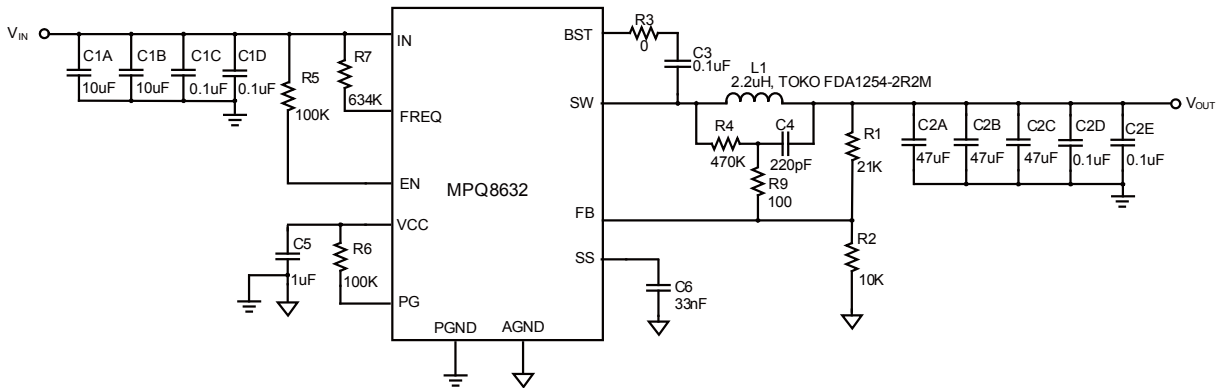 VIN
C1A
10uF
C1B
10uF
C1C
0.1uF
C1D
0.1uF
R5
100K
R7
634K
IN
FREQ
EN
VCC
PG
PGND
AGND
MPQ8632
BST
SW
FB
SS
C5
1uF
R6
100K
R3
0
C3
0.1uF
L1
2.2uH, TOKO FDA1254-2R2M
R4
470K
C4
220pF
R9
100
R1
21K
R2
10K
C6
33nF
C2A
47uF
C2B
47uF
C2C
47uF
C2D
0.1uF
C2E
0.1uF
VOUT